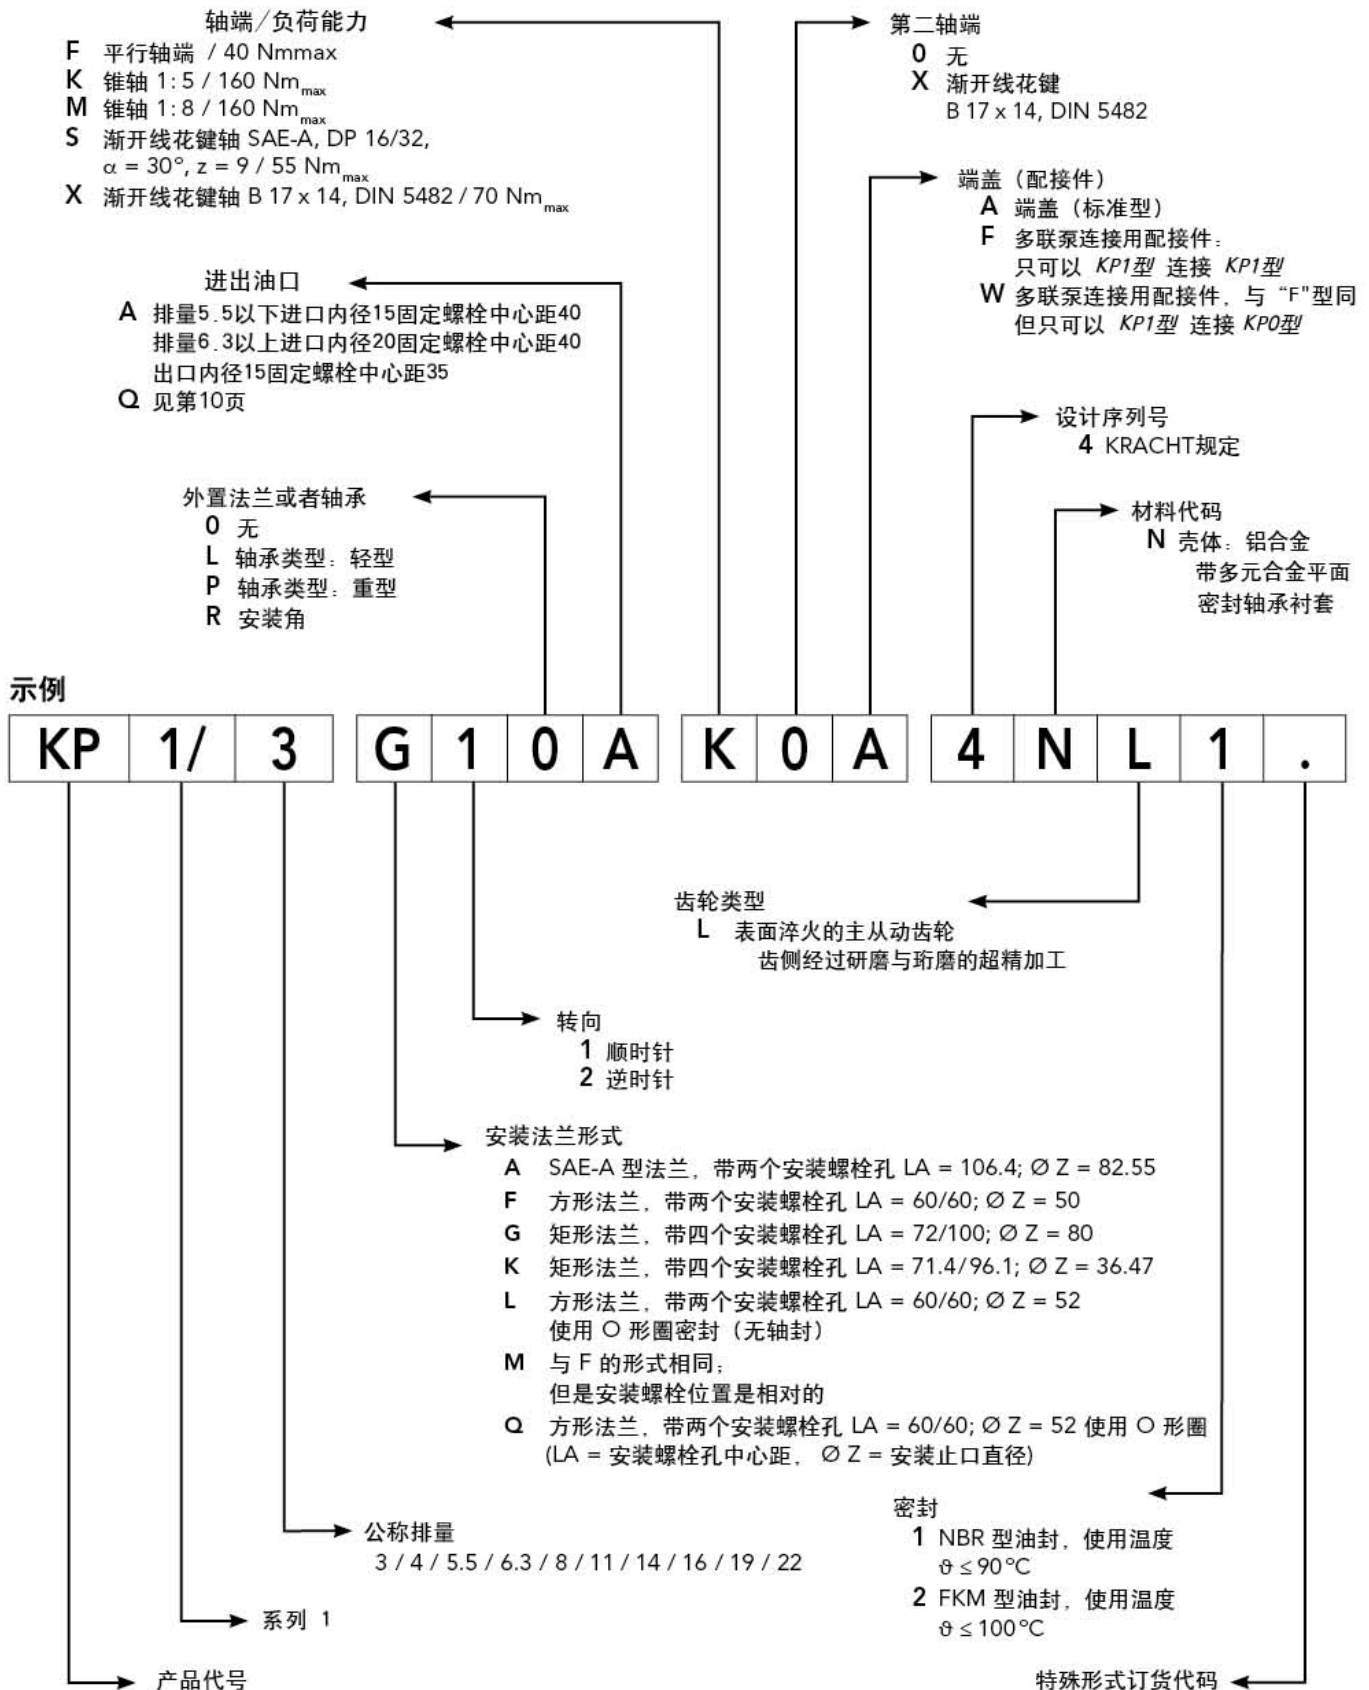 轴端/负荷能力
F 平行轴端 / 40 Nmmax
K 锥轴 1:5 / 160 Nm max
M 锥轴 1:8 / 160 Nm max
S 渐开线花键轴 SAE-A, DP 16/32,
α = 30°, z = 9 / 55 Nm max
X 渐开线花键轴 B 17 x 14, DIN 5482 / 70 Nm max
第二轴端
0 无
X 渐开线花键
B 17 x 14, DIN 5482
端盖（配接件）
A 端盖（标准型）
F 多联泵连接用配接件：
只可以 KP1型 连接 KP1型
W 多联泵连接用配接件，与 “F"型同
但只可以 KP1型 连接 KP0型
进出油口
A 排量5.5以下进口内径15固定螺栓中心距40
排量6.3以上进口内径20固定螺栓中心距40
出口内径15固定螺栓中心距35
Q 见第10页
设计序列号
4 KRACHT规定
外置法兰或者轴承
0 无
L 轴承类型：轻型
P 轴承类型：重型
R 安装角
材料代码
N 壳体：铝合金
带多元合金平面
密封轴承衬套
示例
KP 1/ 3 G 1 0 A K 0 A 4 N L 1 .
齿轮类型
L 表面淬火的主从动齿轮
齿侧经过研磨与珩磨的超精加工
转向
1 顺时针
2 逆时针
安装法兰形式
A SAE-A 型法兰，带两个安装螺栓孔 LA = 106.4; Ø Z = 82.55
F 方形法兰，带两个安装螺栓孔 LA = 60/60; Ø Z = 50
G 矩形法兰，带四个安装螺栓孔 LA = 72/100; Ø Z = 80
K 矩形法兰，带四个安装螺栓孔 LA = 71.4/96.1; Ø Z = 36.47
L 方形法兰，带两个安装螺栓孔 LA = 60/60; Ø Z = 52
使用 O 形圈密封（无轴封）
M 与 F 的形式相同；
但是安装螺栓位置是相对的
Q 方形法兰，带两个安装螺栓孔 LA = 60/60; Ø Z = 52 使用 O 形圈
(LA = 安装螺栓孔中心距， Ø Z = 安装止口直径)
密封
1 NBR 型油封，使用温度
ϑ ≤ 90°C
2 FKM 型油封，使用温度
ϑ ≤ 100°C
公称排量
3 / 4 / 5.5 / 6.3 / 8 / 11 / 14 / 16 / 19 / 22
系列 1
产品代号
特殊形式订货代码